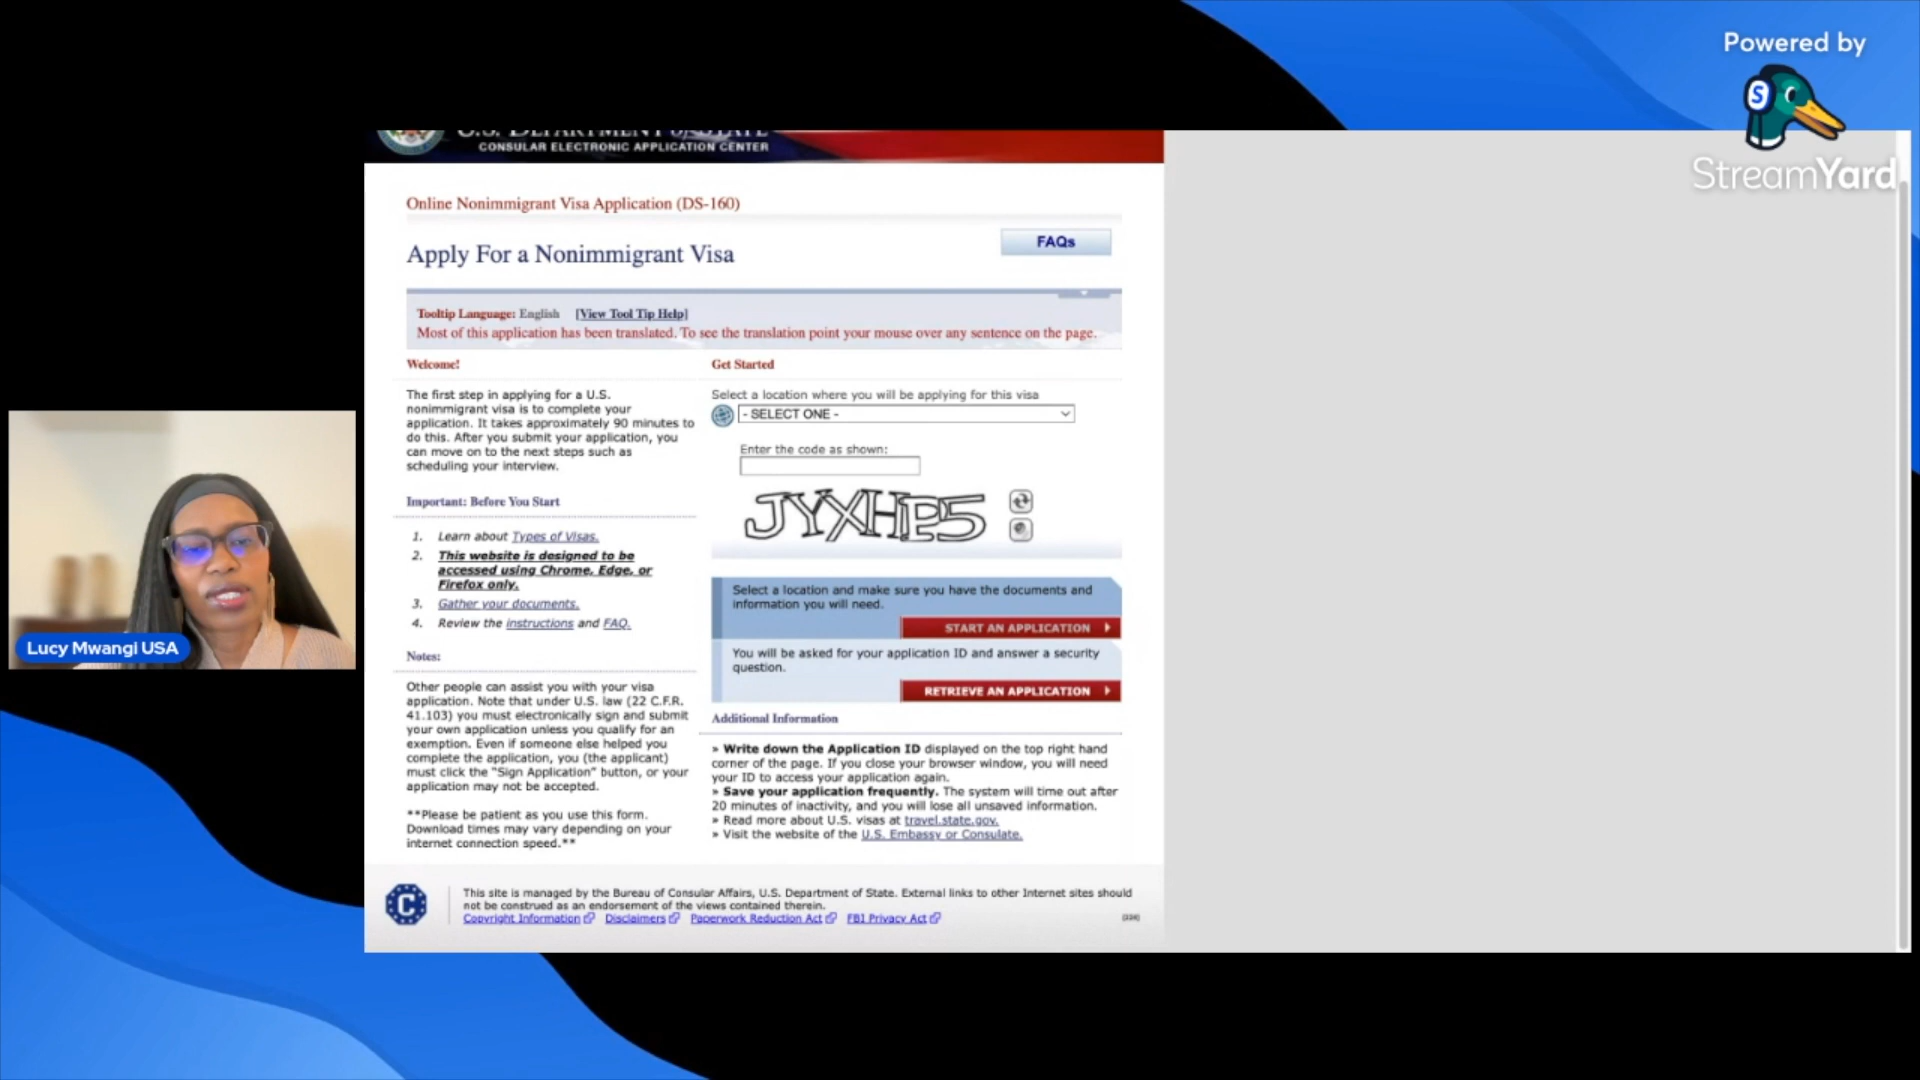 Powered by
StreamYard
U.S. DEPARTMENT of STATE
CONSULAR ELECTRONIC APPLICATION CENTER
Online Nonimmigrant Visa Application (DS-160)
Apply For a Nonimmigrant Visa
FAQs
Tooltip Language: English [View Tool Tip Help]
Most of this application has been translated. To see the translation point your mouse over any sentence on the page.
Welcome!
The first step in applying for a U.S.
nonimmigrant visa is to complete your
application. It takes approximately 90 minutes to
do this. After you submit your application, you
can move on to the next steps such as
scheduling your interview.
Important: Before You Start
1. Learn about Types of Visas.
2. This website is designed to be
accessed using Chrome, Edge, or
Firefox only.
3. Gather your documents.
4. Review the instructions and FAQ.
Notes:
Other people can assist you with your visa
application. Note that under U.S. law (22 C.F.R.
41.103) you must electronically sign and submit
your own application unless you qualify for an
exemption. Even if someone else helped you
complete the application, you (the applicant)
must click the "Sign Application" button, or your
application may not be accepted.
**Please be patient as you use this form.
Download times may vary depending on your
internet connection speed.**
Get Started
Select a location where you will be applying for this visa
- SELECT ONE -
Enter the code as shown:
JYXHP5
Select a location and make sure you have the documents and
information you will need.
START AN APPLICATION
You will be asked for your application ID and answer a security
question.
RETRIEVE AN APPLICATION
Additional Information
» Write down the Application ID displayed on the top right hand
corner of the page. If you close your browser window, you will need
your ID to access your application again.
» Save your application frequently. The system will time out after
20 minutes of inactivity, and you will lose all unsaved information.
» Read more about U.S. visas at travel.state.gov.
» Visit the website of the U.S. Embassy or Consulate.
This site is managed by the Bureau of Consular Affairs, U.S. Department of State. External links to other Internet sites should
not be construed as an endorsement of the views contained therein.
Copyright Information Disclaimers Paperwork Reduction Act FBI Privacy Act
Lucy Mwangi USA